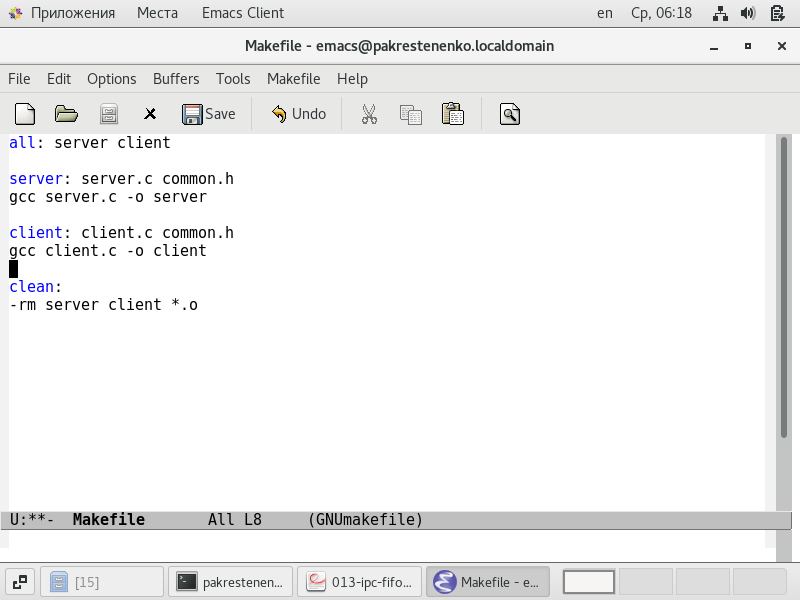 Приложения Места Emacs Client en Ср, 06:18
Makefile - emacs@pakrestenenko.localdomain
File Edit Options Buffers Tools Makefile Help
Save Undo
all: server client
server: server.c common.h
gcc server.c -o server
client: client.c common.h
gcc client.c -o client
clean:
-rm server client *.o
U:**- Makefile All L8 (GNUmakefile)
[15] pakrestenen... 013-ipc-fifo... Makefile - e...